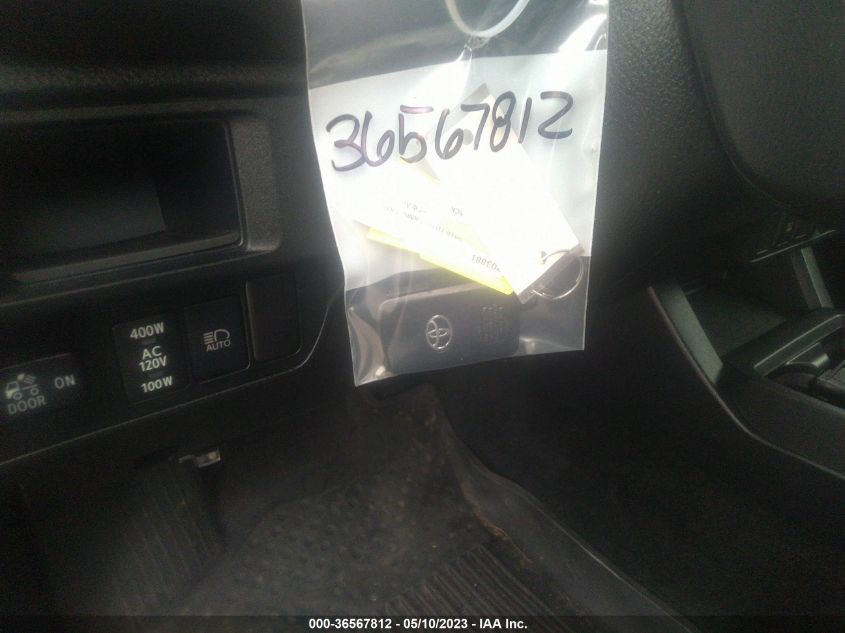 36567812
400W
AC
120V
100W
AUTO
ON
DOOR
000-36567812 - 05/10/2023 - IAA Inc.